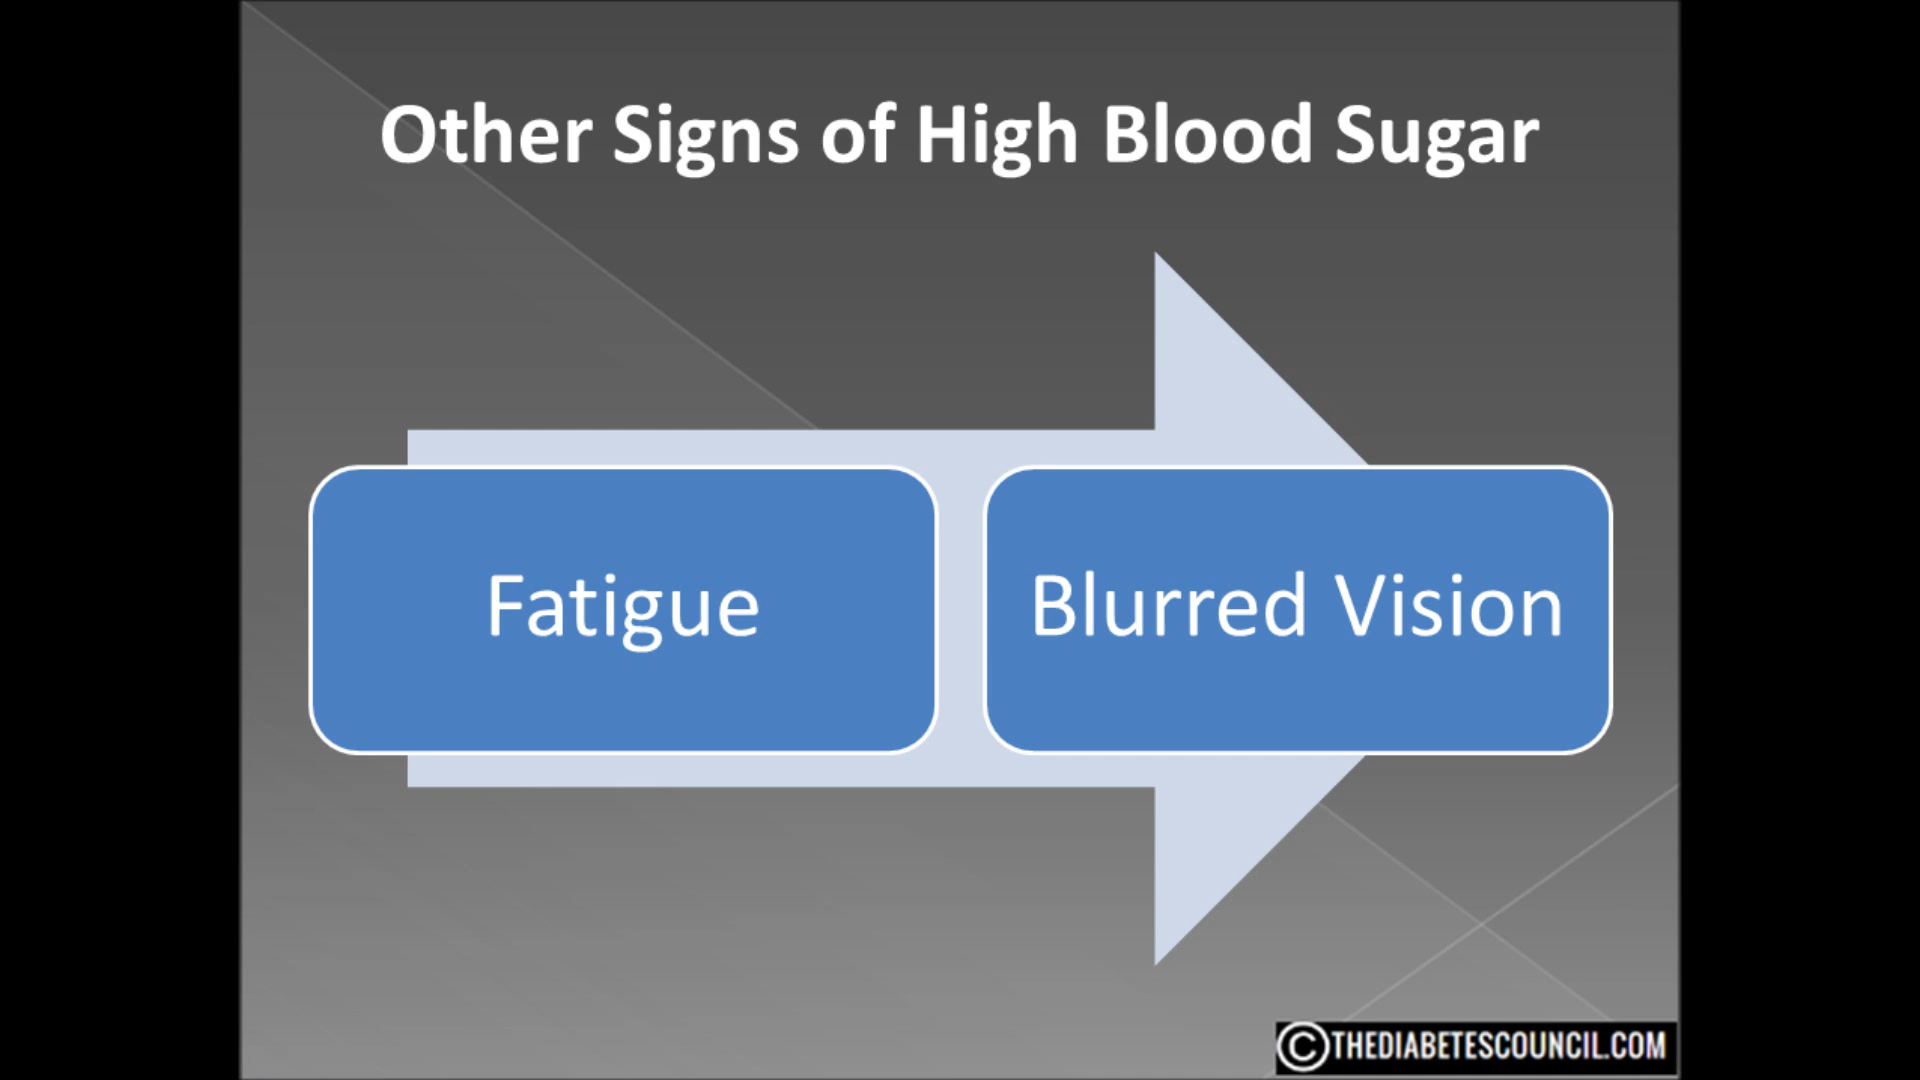 Other Signs of High Blood Sugar
Fatigue
Blurred Vision
©THEDIABETESCOUNCIL.COM